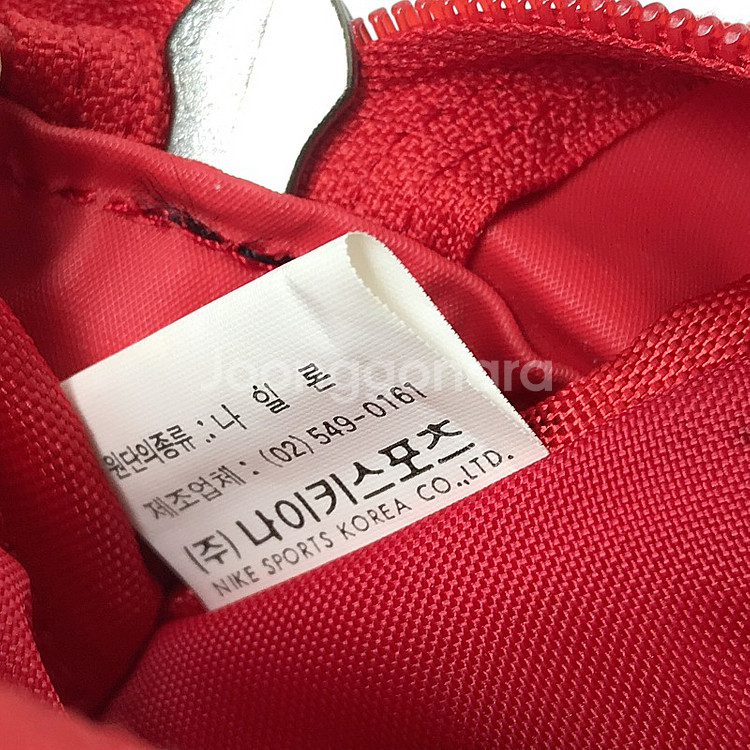 원단의종류 : 나 일 론
제조업체 : (02) 549-0161
(주) 나이키스포츠
NIKE SPORTS KOREA CO.,LTD.
Joonggonara